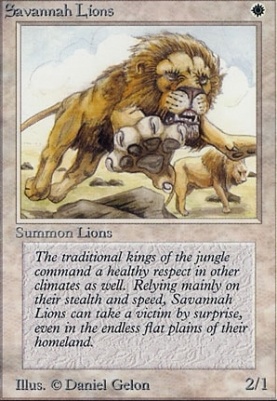 Savannah Lions
Summon Lions
The traditional kings of the jungle
command a healthy respect in other
climates as well. Relying mainly on
their stealth and speed, Savannah
Lions can take a victim by surprise,
even in the endless flat plains of their
homeland.
Illus. © Daniel Gelon
2/1